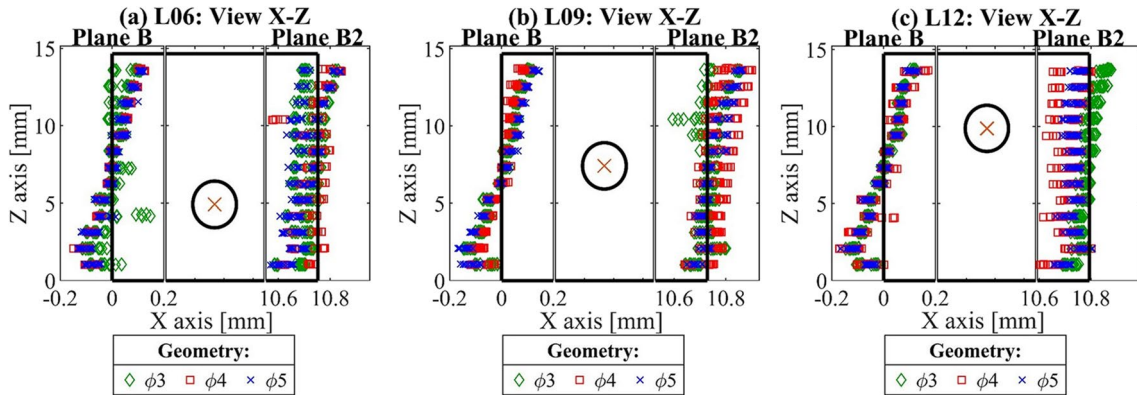 (a) L06: View X-Z
Plane B Plane B2
15
10
5
0
Z axis [mm]
-0.2 0 0.2 10.6 10.8
X axis [mm]
Geometry:
ϕ3 ϕ4 ϕ5
(b) L09: View X-Z
Plane B Plane B2
15
10
5
0
Z axis [mm]
-0.2 0 0.2 10.6 10.8
X axis [mm]
Geometry:
ϕ3 ϕ4 ϕ5
(c) L12: View X-Z
Plane B Plane B2
15
10
5
0
Z axis [mm]
-0.2 0 0.2 10.6 10.8
X axis [mm]
Geometry:
ϕ3 ϕ4 ϕ5